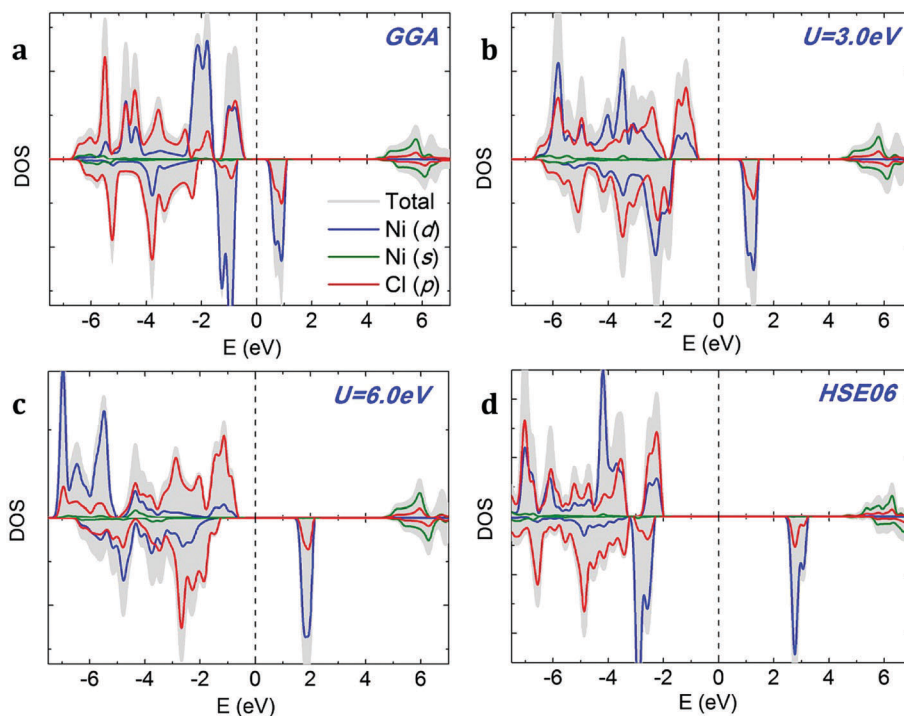 a
GGA
DOS
Total
Ni (d)
Ni (s)
Cl (p)
-6 -4 -2 0 2 4 6
E (eV)
b
U=3.0eV
DOS
-6 -4 -2 0 2 4 6
E (eV)
c
U=6.0eV
DOS
-6 -4 -2 0 2 4 6
E (eV)
d
HSE06
DOS
-6 -4 -2 0 2 4 6
E (eV)